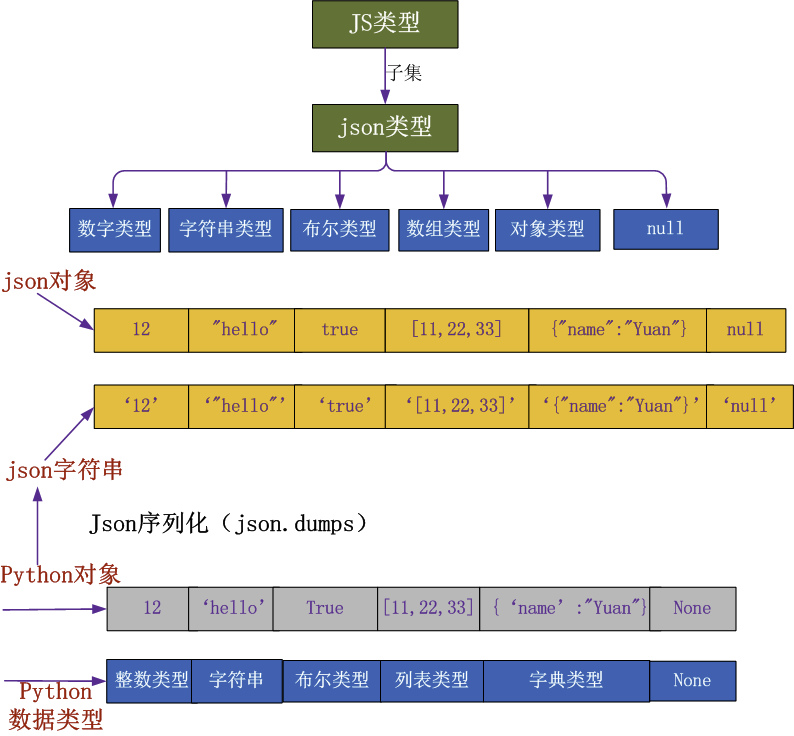 JS类型
子集
json类型
数字类型 字符串类型 布尔类型 数组类型 对象类型 null
json对象
12 "hello" true [11,22,33] {"name":"Yuan"} null
‘12’ ‘"hello"’ ‘true’ ‘[11,22,33]’ ‘{"name":"Yuan"}’ ‘null’
json字符串
Json序列化（json.dumps）
Python对象
12 ‘hello’ True [11,22,33] {‘name’:"Yuan"} None
整数类型 字符串 布尔类型 列表类型 字典类型 None
Python
数据类型